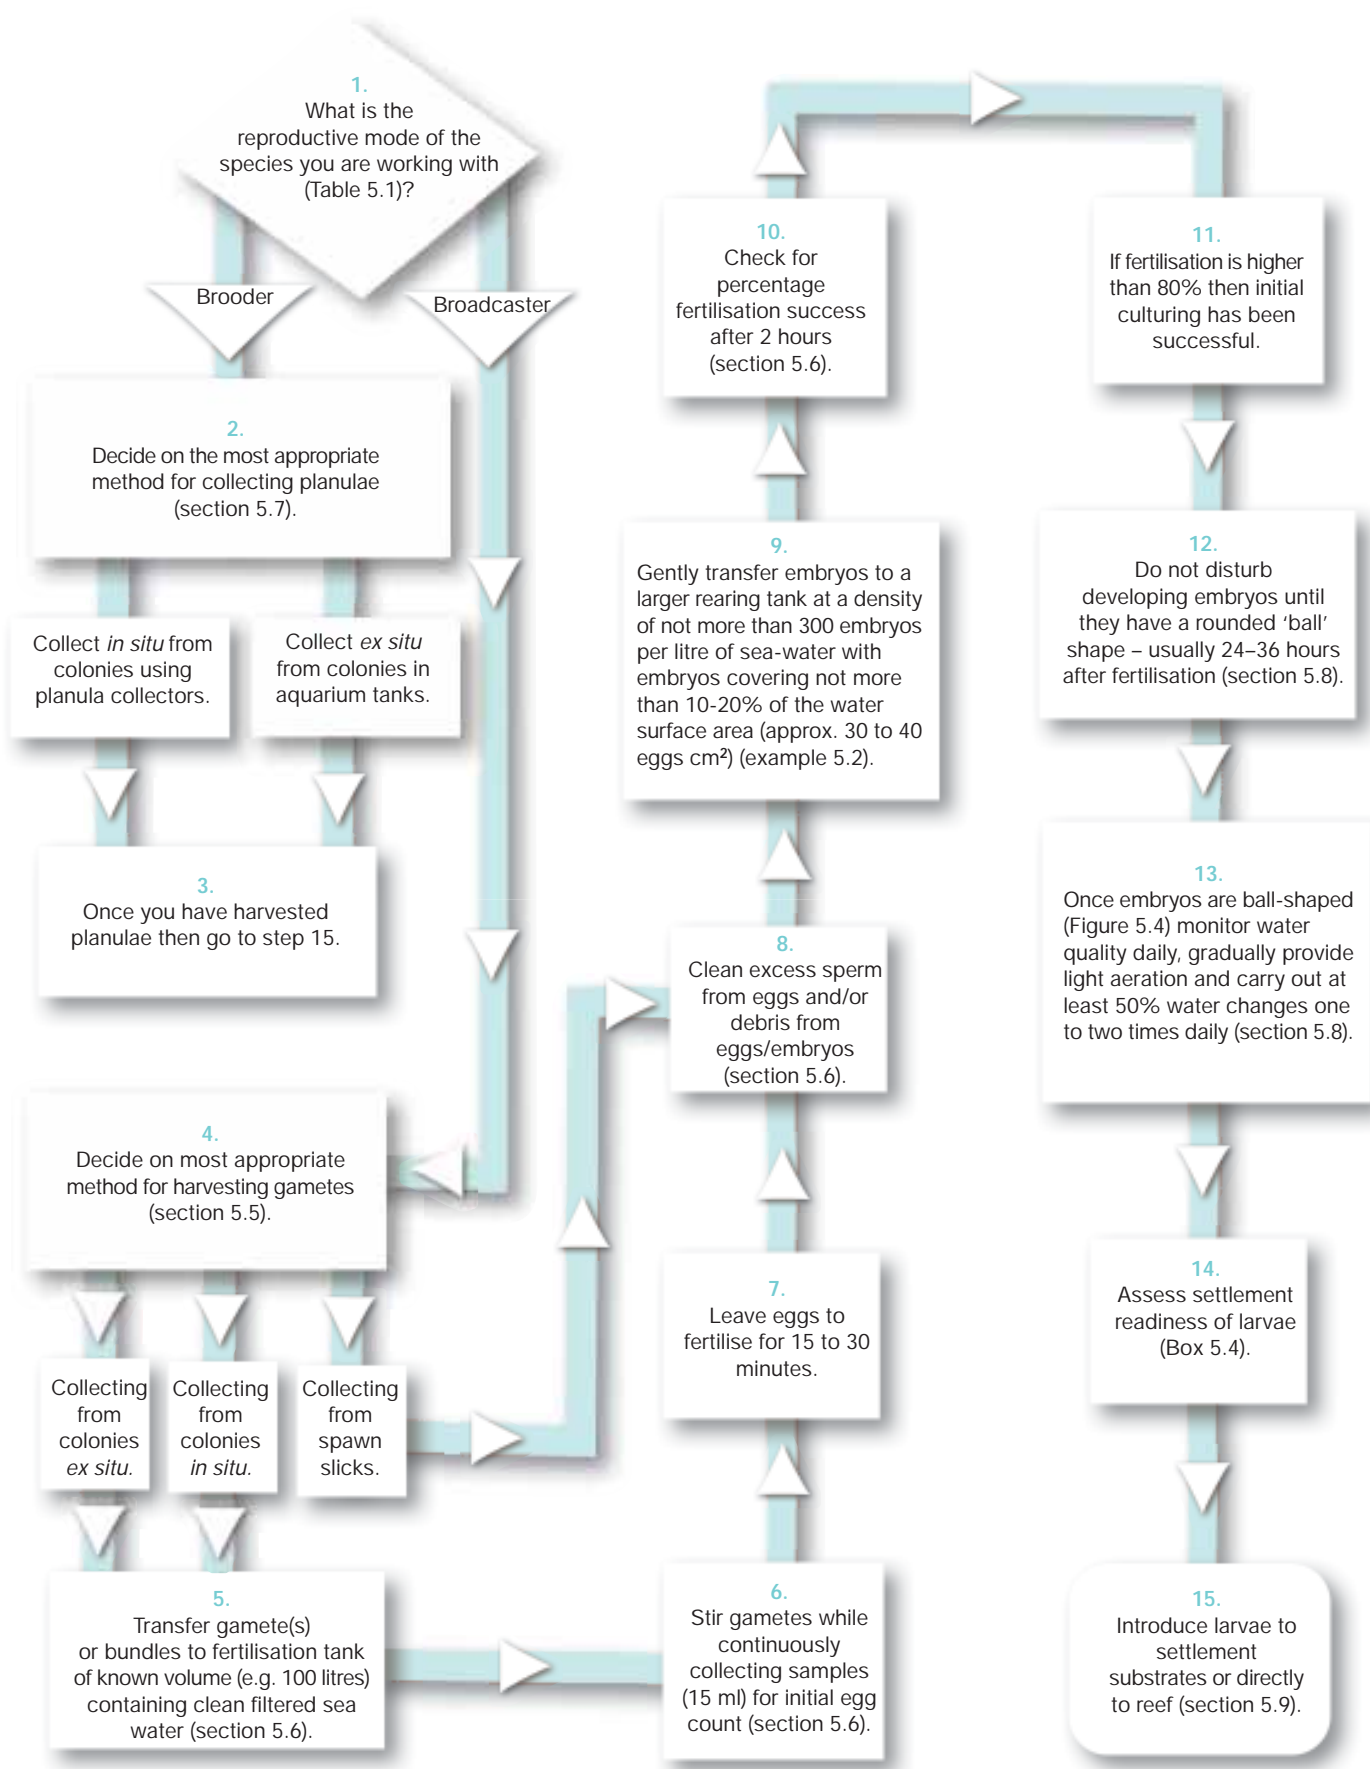 1.
What is the
reproductive mode of the
species you are working with
(Table 5.1)?
Brooder
Broadcaster
2.
Decide on the most appropriate
method for collecting planulae
(section 5.7).
Collect in situ from
colonies using
planula collectors.
Collect ex situ
from colonies in
aquarium tanks.
3.
Once you have harvested
planulae then go to step 15.
4.
Decide on most appropriate
method for harvesting gametes
(section 5.5).
Collecting
from
colonies
ex situ.
Collecting
from
colonies
in situ.
Collecting
from
spawn
slicks.
5.
Transfer gamete(s)
or bundles to fertilisation tank
of known volume (e.g. 100 litres)
containing clean filtered sea
water (section 5.6).
6.
Stir gametes while
continuously
collecting samples
(15 ml) for initial egg
count (section 5.6).
7.
Leave eggs to
fertilise for 15 to 30
minutes.
8.
Clean excess sperm
from eggs and/or
debris from
eggs/embryos
(section 5.6).
9.
Gently transfer embryos to a
larger rearing tank at a density
of not more than 300 embryos
per litre of sea-water with
embryos covering not more
than 10-20% of the water
surface area (approx. 30 to 40
eggs cm²) (example 5.2).
10.
Check for
percentage
fertilisation success
after 2 hours
(section 5.6).
11.
If fertilisation is higher
than 80% then initial
culturing has been
successful.
12.
Do not disturb
developing embryos until
they have a rounded ‘ball’
shape – usually 24–36 hours
after fertilisation (section 5.8).
13.
Once embryos are ball-shaped
(Figure 5.4) monitor water
quality daily, gradually provide
light aeration and carry out at
least 50% water changes one
to two times daily (section 5.8).
14.
Assess settlement
readiness of larvae
(Box 5.4).
15.
Introduce larvae to
settlement
substrates or directly
to reef (section 5.9).